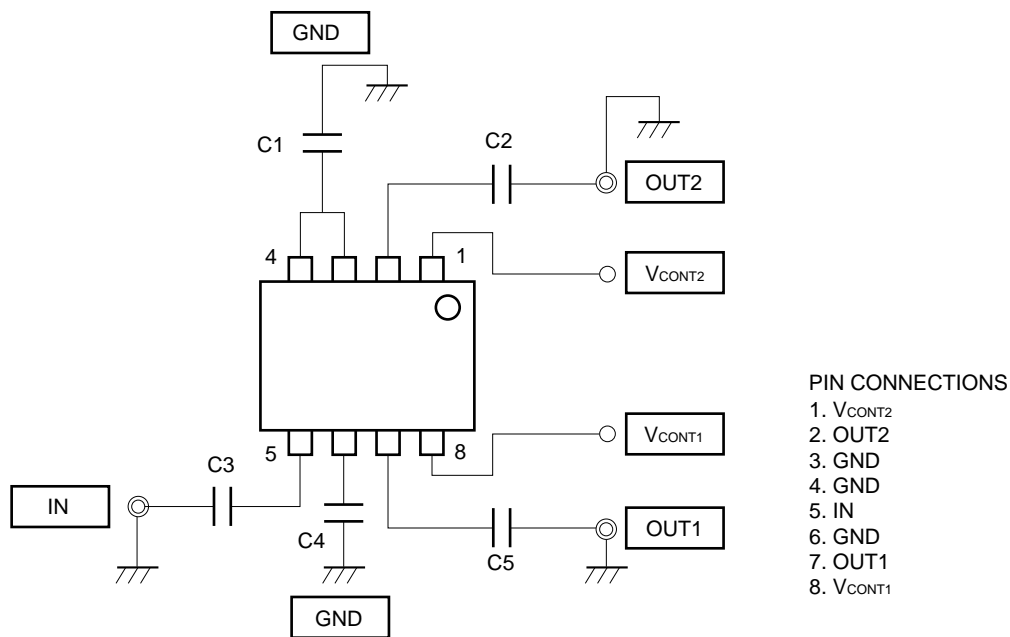 GND
C1
C2
OUT2
4
1
VCONT2
PIN CONNECTIONS
1. VCONT2
2. OUT2
3. GND
4. GND
5. IN
6. GND
7. OUT1
8. VCONT1
VCONT1
5
8
C3
IN
C4
C5
OUT1
GND